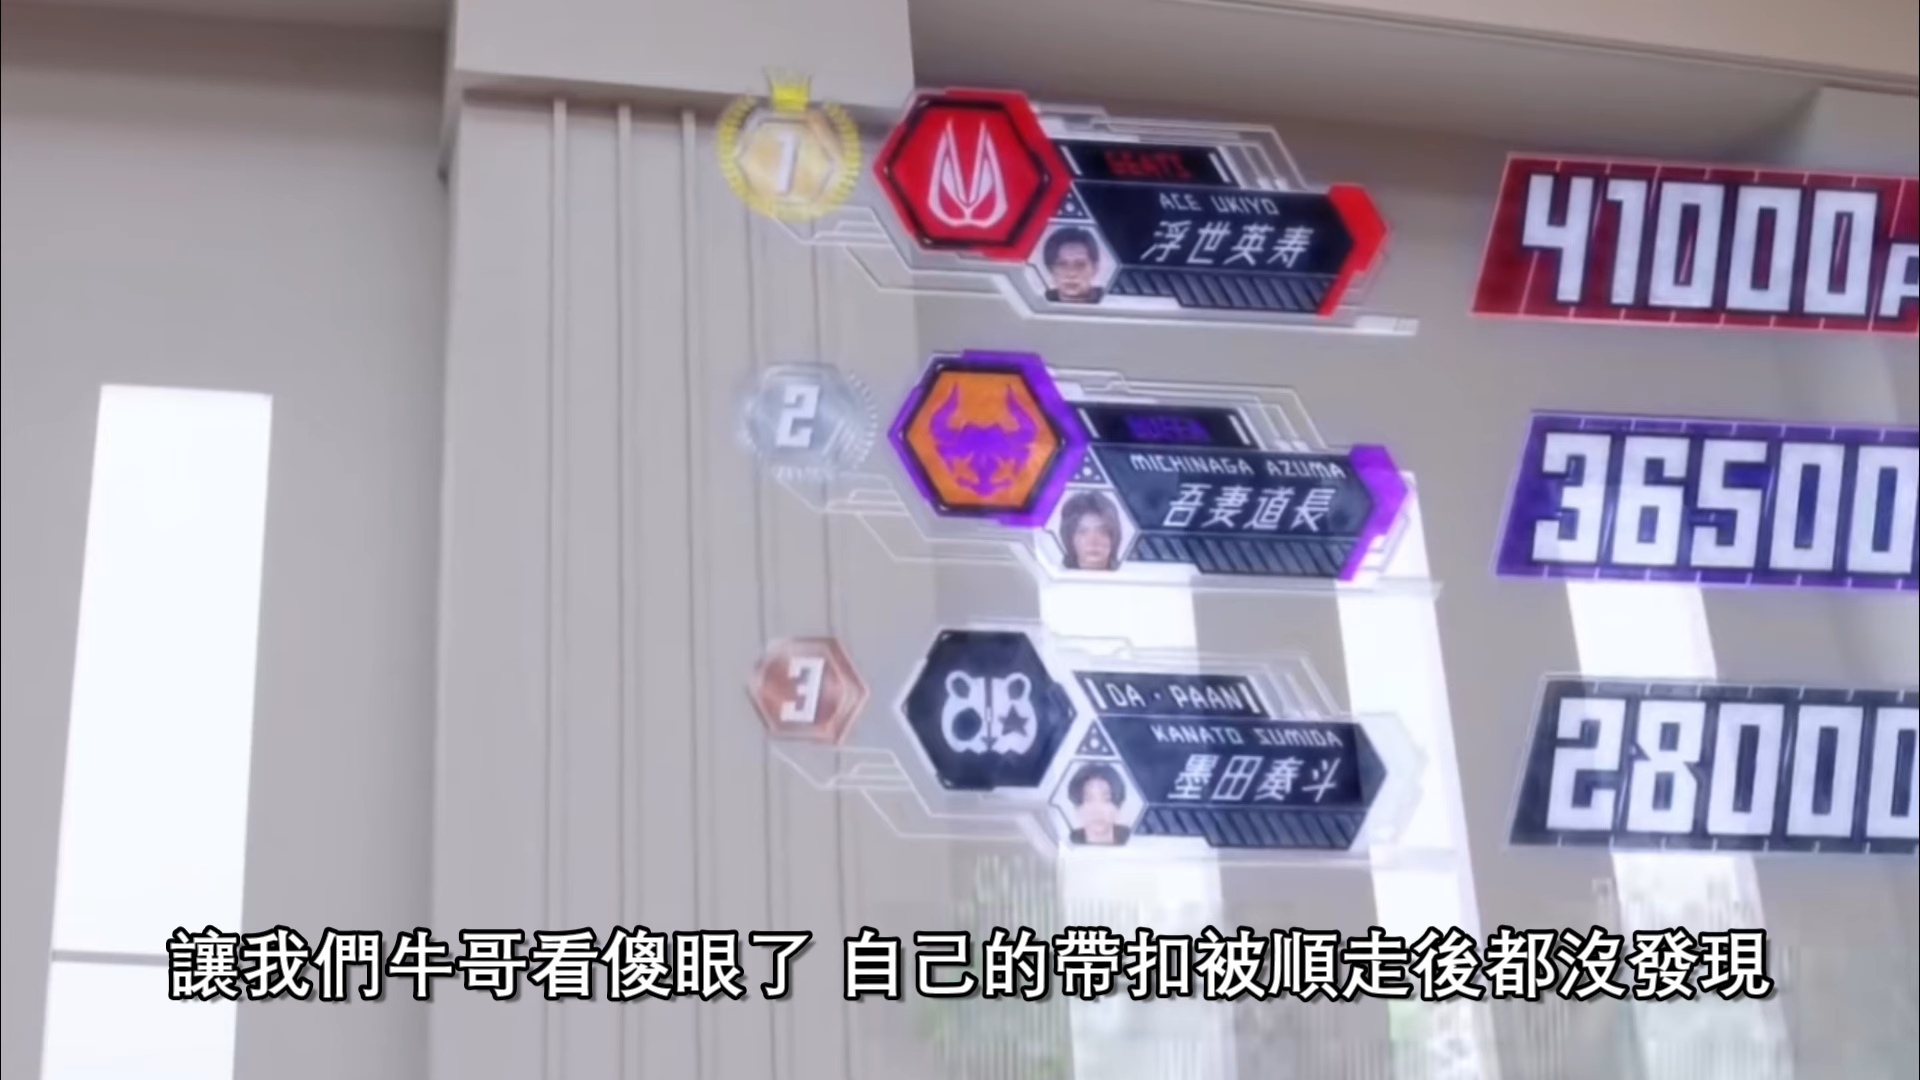 1
GEATS
ACE UKIYO
浮世英寿
41000P
2
BUFFA
MICHINAGA AZUMA
吾妻道長
36500
3
DA・PAAN
KANATO SUMIDA
墨田奏斗
28000
讓我們牛哥看傻眼了 自己的帶扣被順走後都沒發現